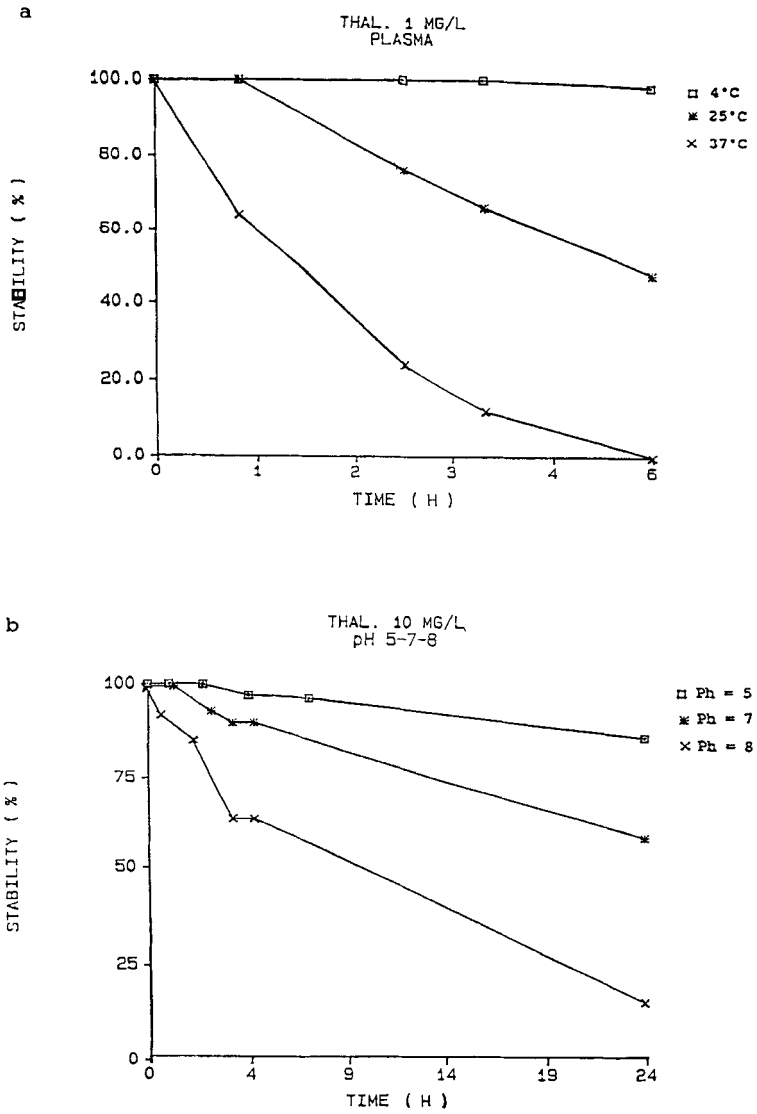 a
THAL. 1 MG/L
PLASMA
100.0
80.0
60.0
40.0
20.0
0.0
STABILITY ( % )
0 1 2 3 4 6
TIME ( H )
4°C
25°C
37°C
b
THAL. 10 MG/L
pH 5-7-8
100
75
50
25
0
STABILITY ( % )
0 4 9 14 19 24
TIME ( H )
Ph = 5
Ph = 7
Ph = 8